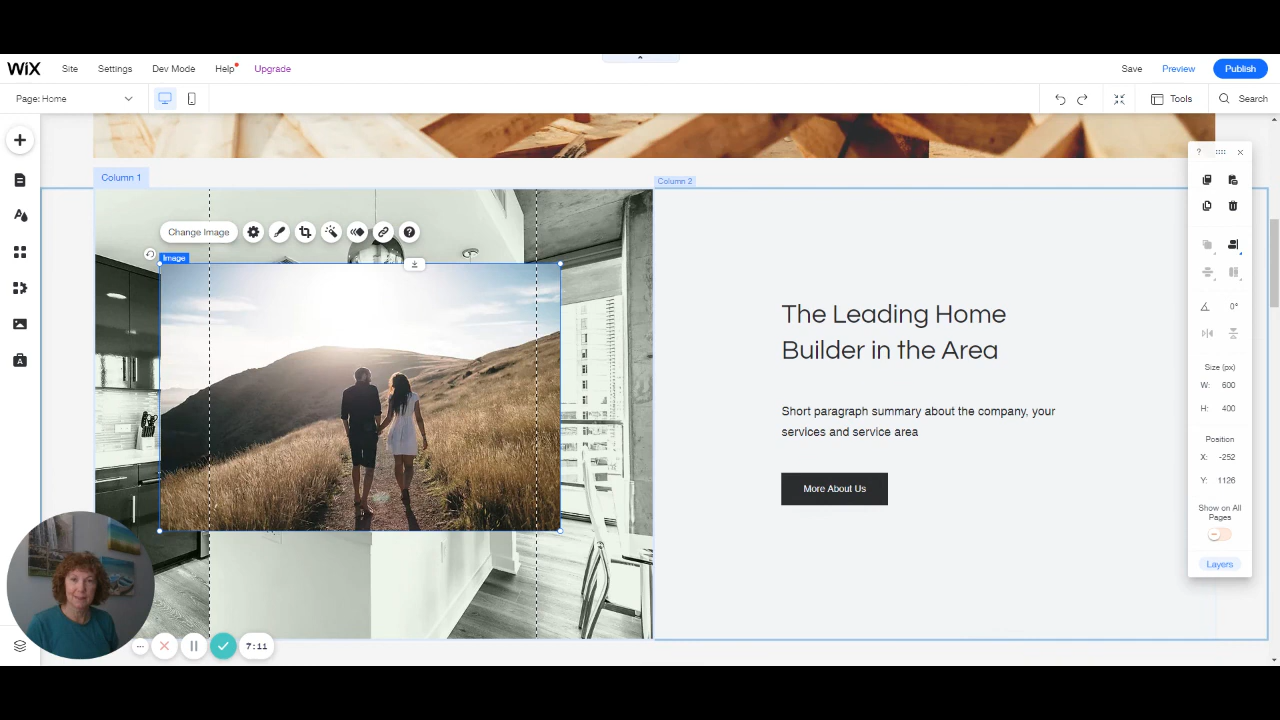 WiX
Site
Settings
Dev Mode
Help
Upgrade
Save
Preview
Publish
Page: Home
Tools
Search
Column 1
Column 2
?
Change Image
Image
The Leading Home
Builder in the Area
Short paragraph summary about the company, your
services and service area
More About Us
0°
Size (px)
W: 600
H: 400
Position
X: -252
Y: 1126
Show on All
Pages
Layers
7:11